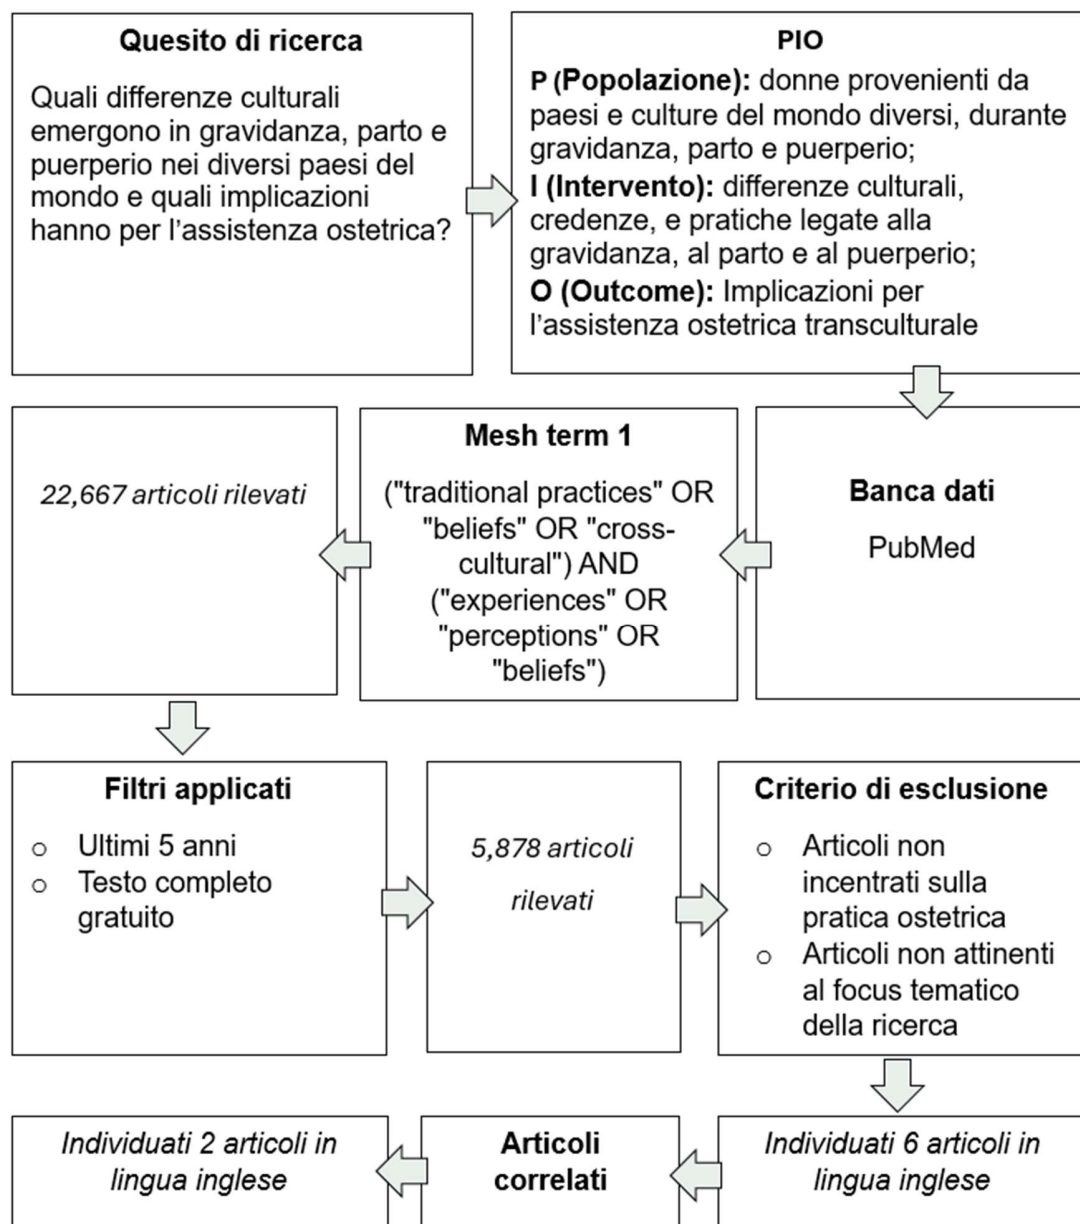 Quesito di ricerca
Quali differenze culturali
emergono in gravidanza, parto e
puerperio nei diversi paesi del
mondo e quali implicazioni
hanno per l'assistenza ostetrica?
PIO
P (Popolazione): donne provenienti da
paesi e culture del mondo diversi, durante
gravidanza, parto e puerperio;
I (Intervento): differenze culturali,
credenze, e pratiche legate alla
gravidanza, al parto e al puerperio;
O (Outcome): Implicazioni per
l'assistenza ostetrica transculturale
Banca dati
PubMed
Mesh term 1
("traditional practices" OR
"beliefs" OR "cross-
cultural") AND
("experiences" OR
"perceptions" OR
"beliefs")
22,667 articoli rilevati
Filtri applicati
o Ultimi 5 anni
o Testo completo
gratuito
5,878 articoli
rilevati
Criterio di esclusione
o Articoli non
incentrati sulla
pratica ostetrica
o Articoli non attinenti
al focus tematico
della ricerca
Individuati 6 articoli in
lingua inglese
Articoli
correlati
Individuati 2 articoli in
lingua inglese